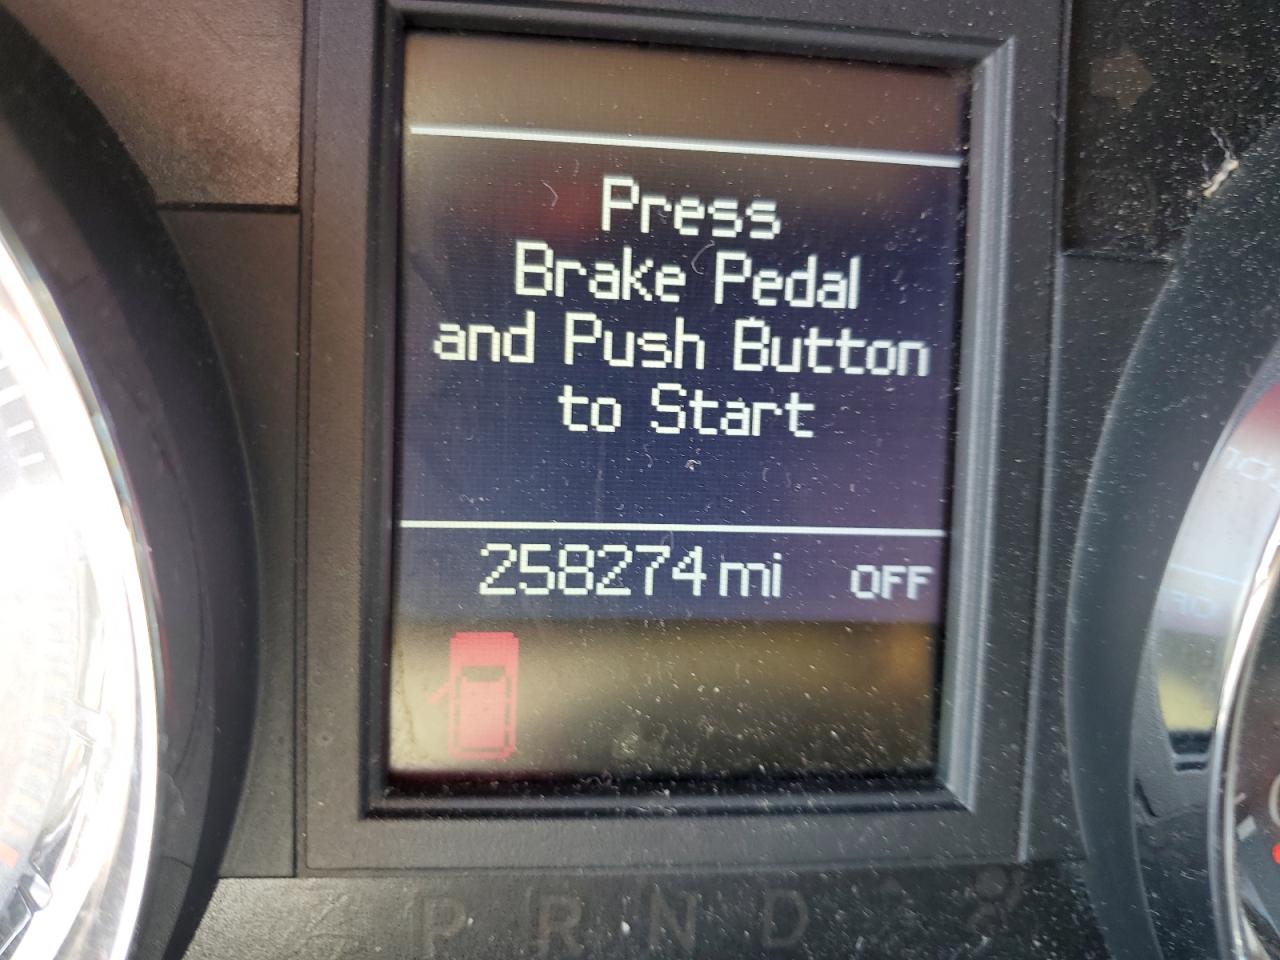 Press
Brake Pedal
and Push Button
to Start
258274 mi OFF
P R N D